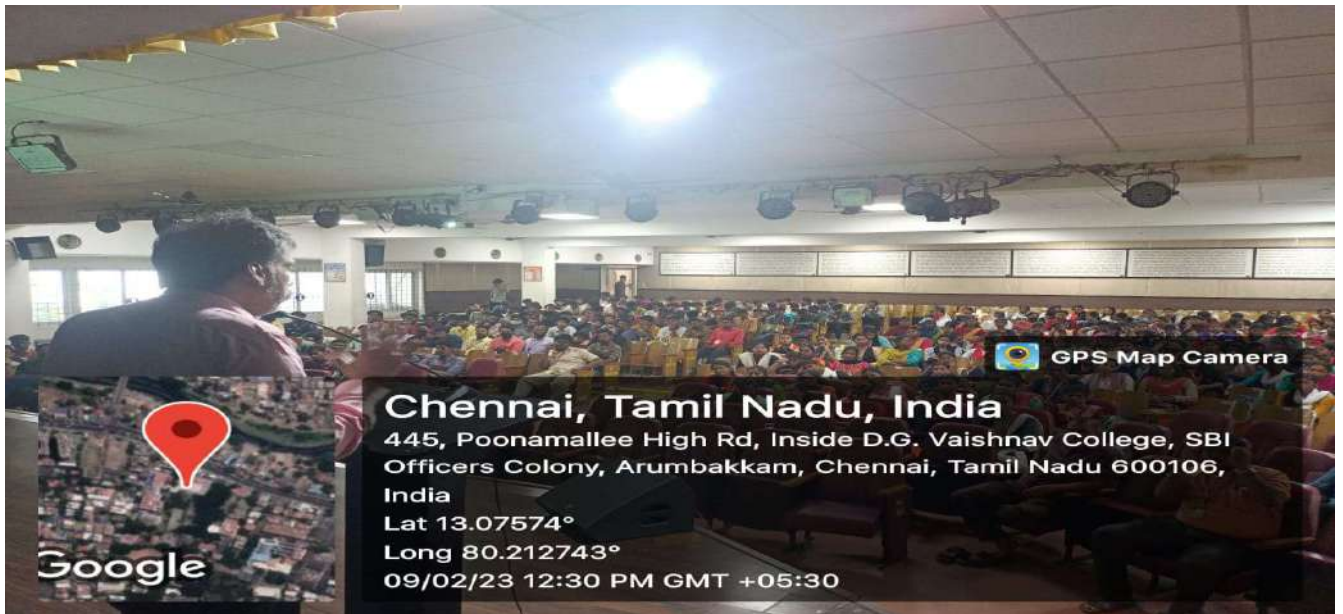 GPS Map Camera
Chennai, Tamil Nadu, India
445, Poonamallee High Rd, Inside D.G. Vaishnav College, SBI
Officers Colony, Arumbakkam, Chennai, Tamil Nadu 600106,
India
Lat 13.07574°
Long 80.212743°
09/02/23 12:30 PM GMT +05:30
Google